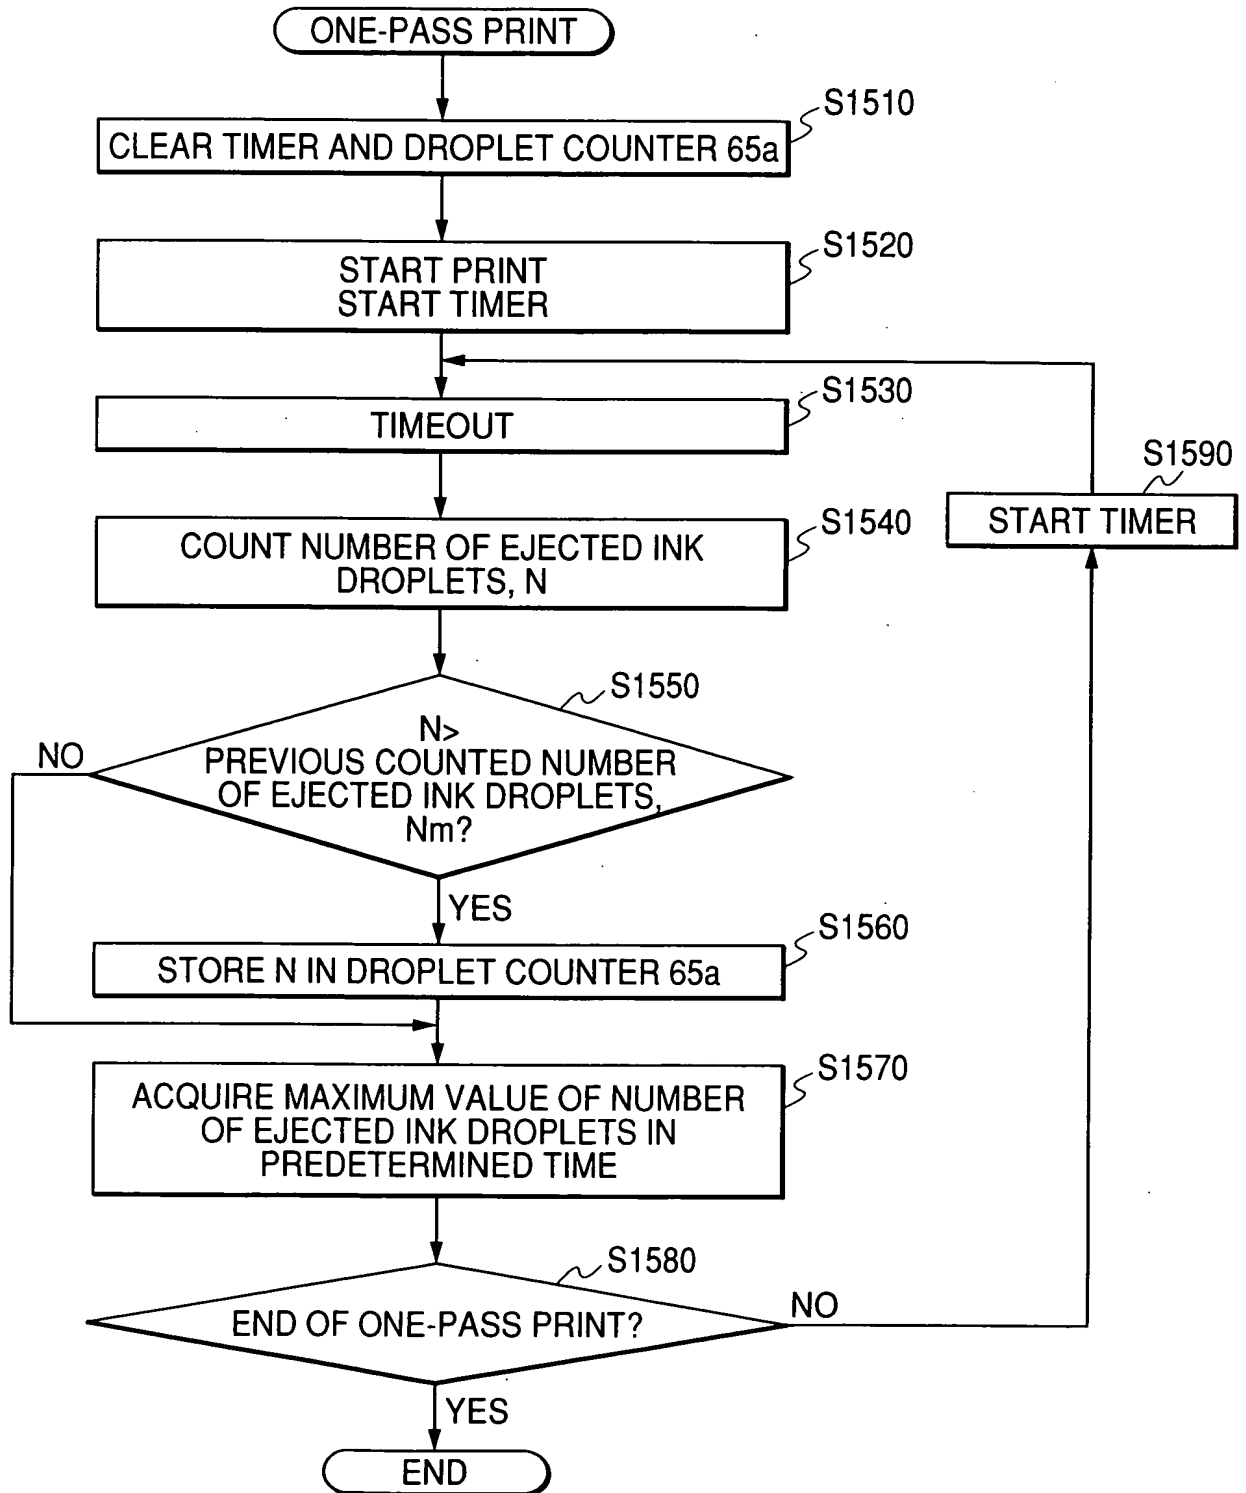 ONE-PASS PRINT
S1510
CLEAR TIMER AND DROPLET COUNTER 65a
S1520
START PRINT
START TIMER
S1530
TIMEOUT
S1590
START TIMER
S1540
COUNT NUMBER OF EJECTED INK
DROPLETS, N
S1550
N>
PREVIOUS COUNTED NUMBER
OF EJECTED INK DROPLETS,
Nm?
NO
YES
S1560
STORE N IN DROPLET COUNTER 65a
S1570
ACQUIRE MAXIMUM VALUE OF NUMBER
OF EJECTED INK DROPLETS IN
PREDETERMINED TIME
S1580
END OF ONE-PASS PRINT?
NO
YES
END